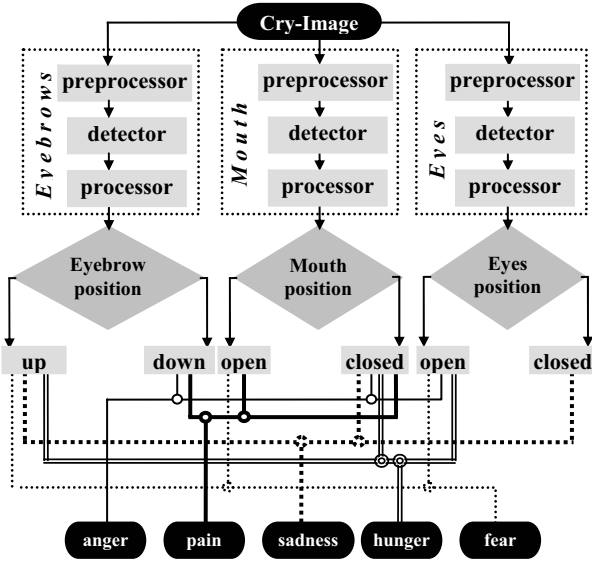 Cry-Image
Eyebrows
preprocessor
detector
processor
Mouth
preprocessor
detector
processor
Eyes
preprocessor
detector
processor
Eyebrow
position
Mouth
position
Eyes
position
up
down
open
closed
open
closed
anger
pain
sadness
hunger
fear